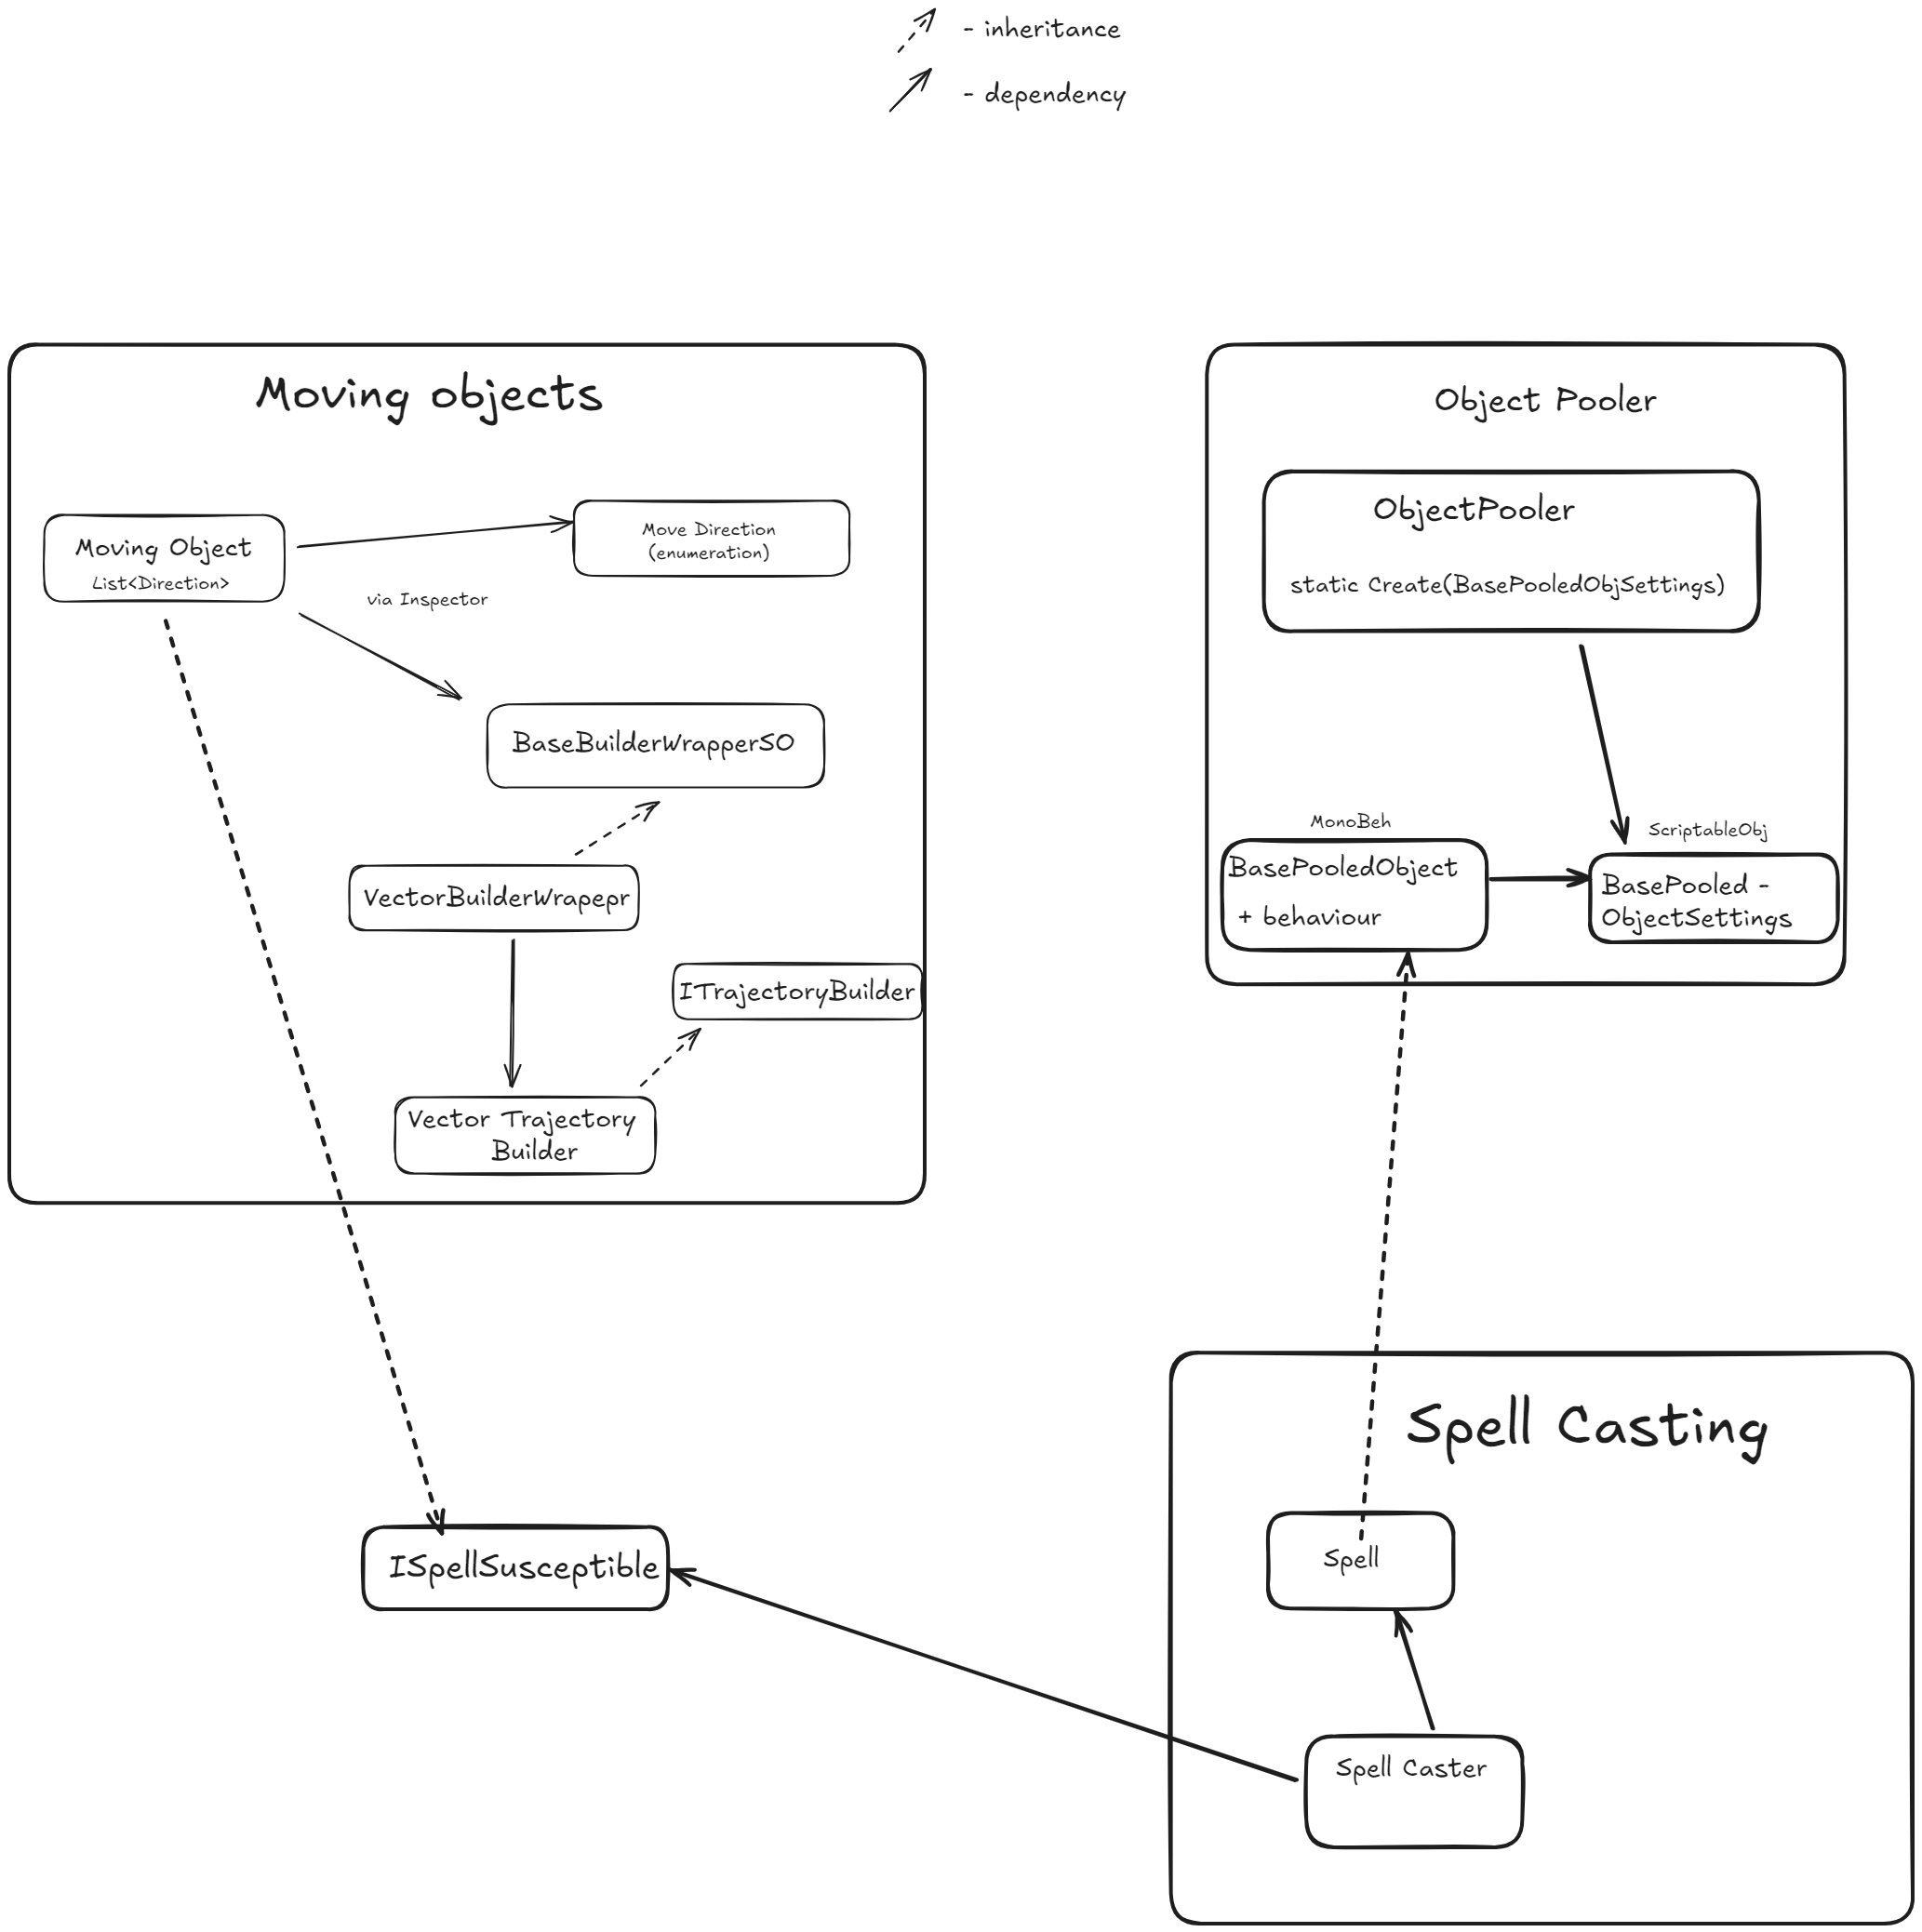 - inheritance
- dependency
Moving objects
Moving Object
List<Direction>
Move Direction
(enumeration)
via Inspector
BaseBuilderWrapperSO
VectorBuilderWrapepr
ITrajectoryBuilder
Vector Trajectory
Builder
Object Pooler
ObjectPooler
static Create(BasePooledObjSettings)
MonoBeh
BasePooledObject
+ behaviour
ScriptableObj
BasePooled -
ObjectSettings
ISpellSusceptible
Spell Casting
Spell
Spell Caster